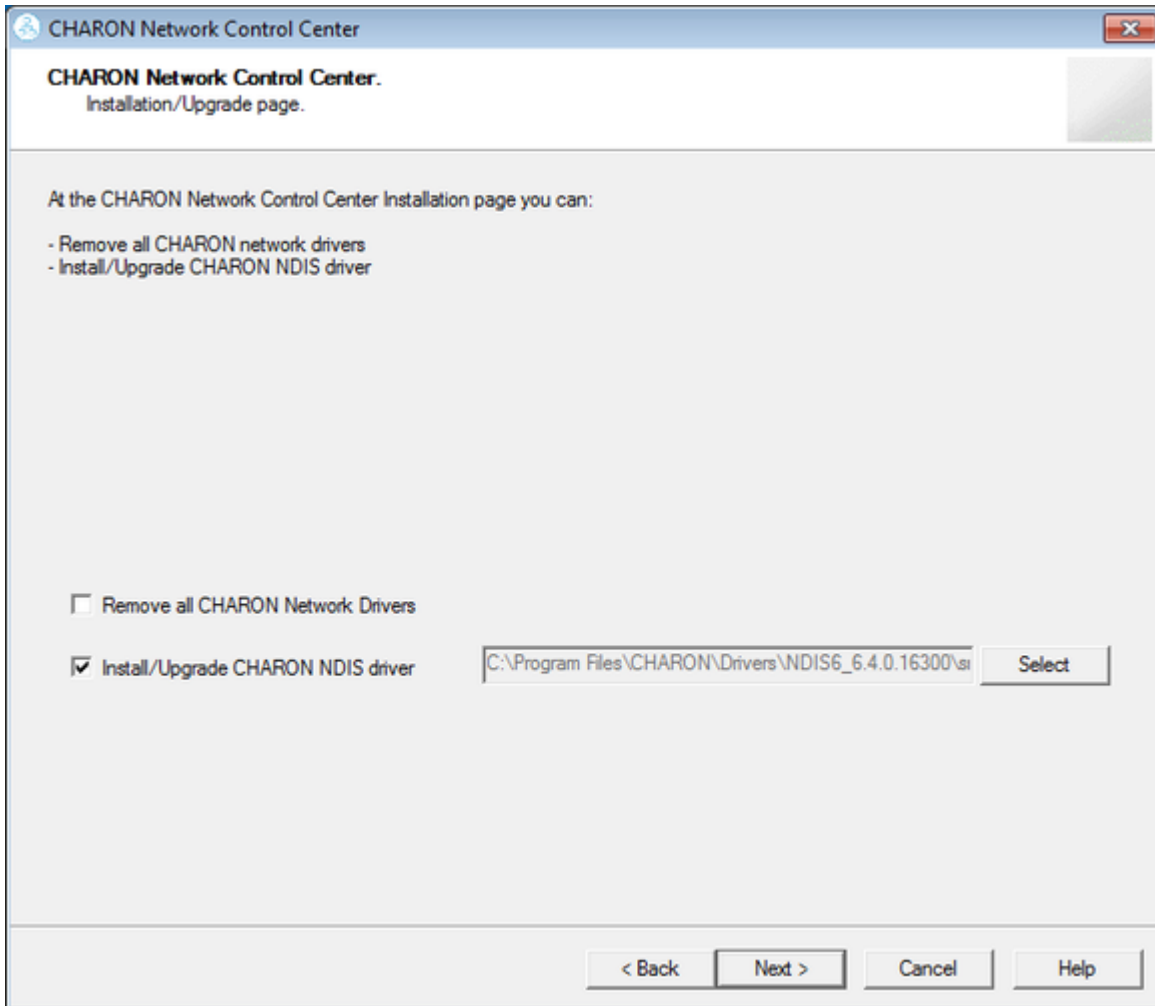 CHARON Network Control Center
CHARON Network Control Center.
Installation/Upgrade page.
At the CHARON Network Control Center Installation page you can:
- Remove all CHARON network drivers
- Install/Upgrade CHARON NDIS driver
Remove all CHARON Network Drivers
Install/Upgrade CHARON NDIS driver C:\Program Files\CHARON\Drivers\NDIS6_6.4.0.16300\ Select
< Back Next > Cancel Help